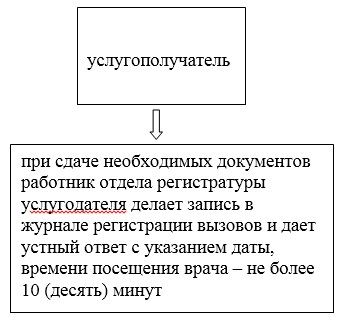 услугополучатель
при сдаче необходимых документов
работник отдела регистратуры
услугодателя делает запись в
журнале регистрации вызовов и дает
устный ответ с указанием даты,
времени посещения врача – не более
10 (десять) минут